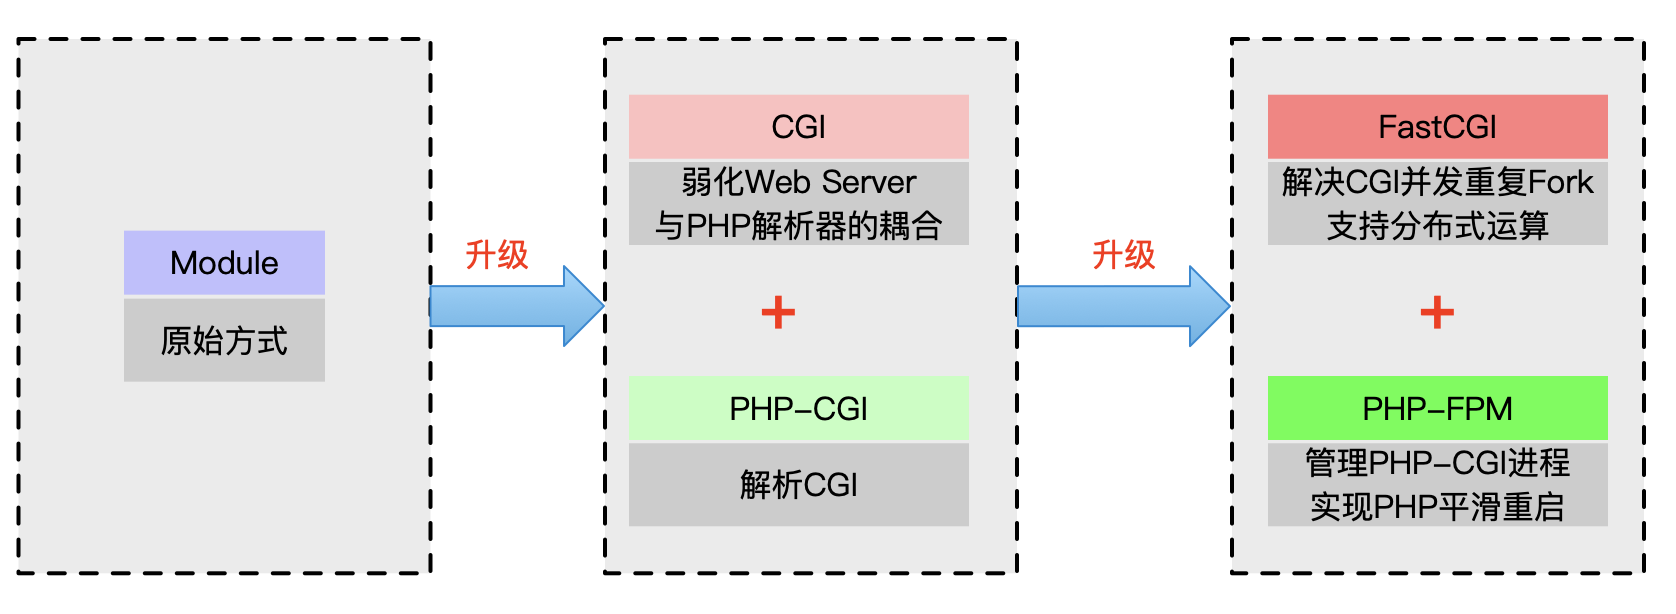 Module
原始方式
升级
CGI
弱化Web Server
与PHP解析器的耦合
+
PHP-CGI
解析CGI
升级
FastCGI
解决CGI并发重复Fork
支持分布式运算
+
PHP-FPM
管理PHP-CGI进程
实现PHP平滑重启